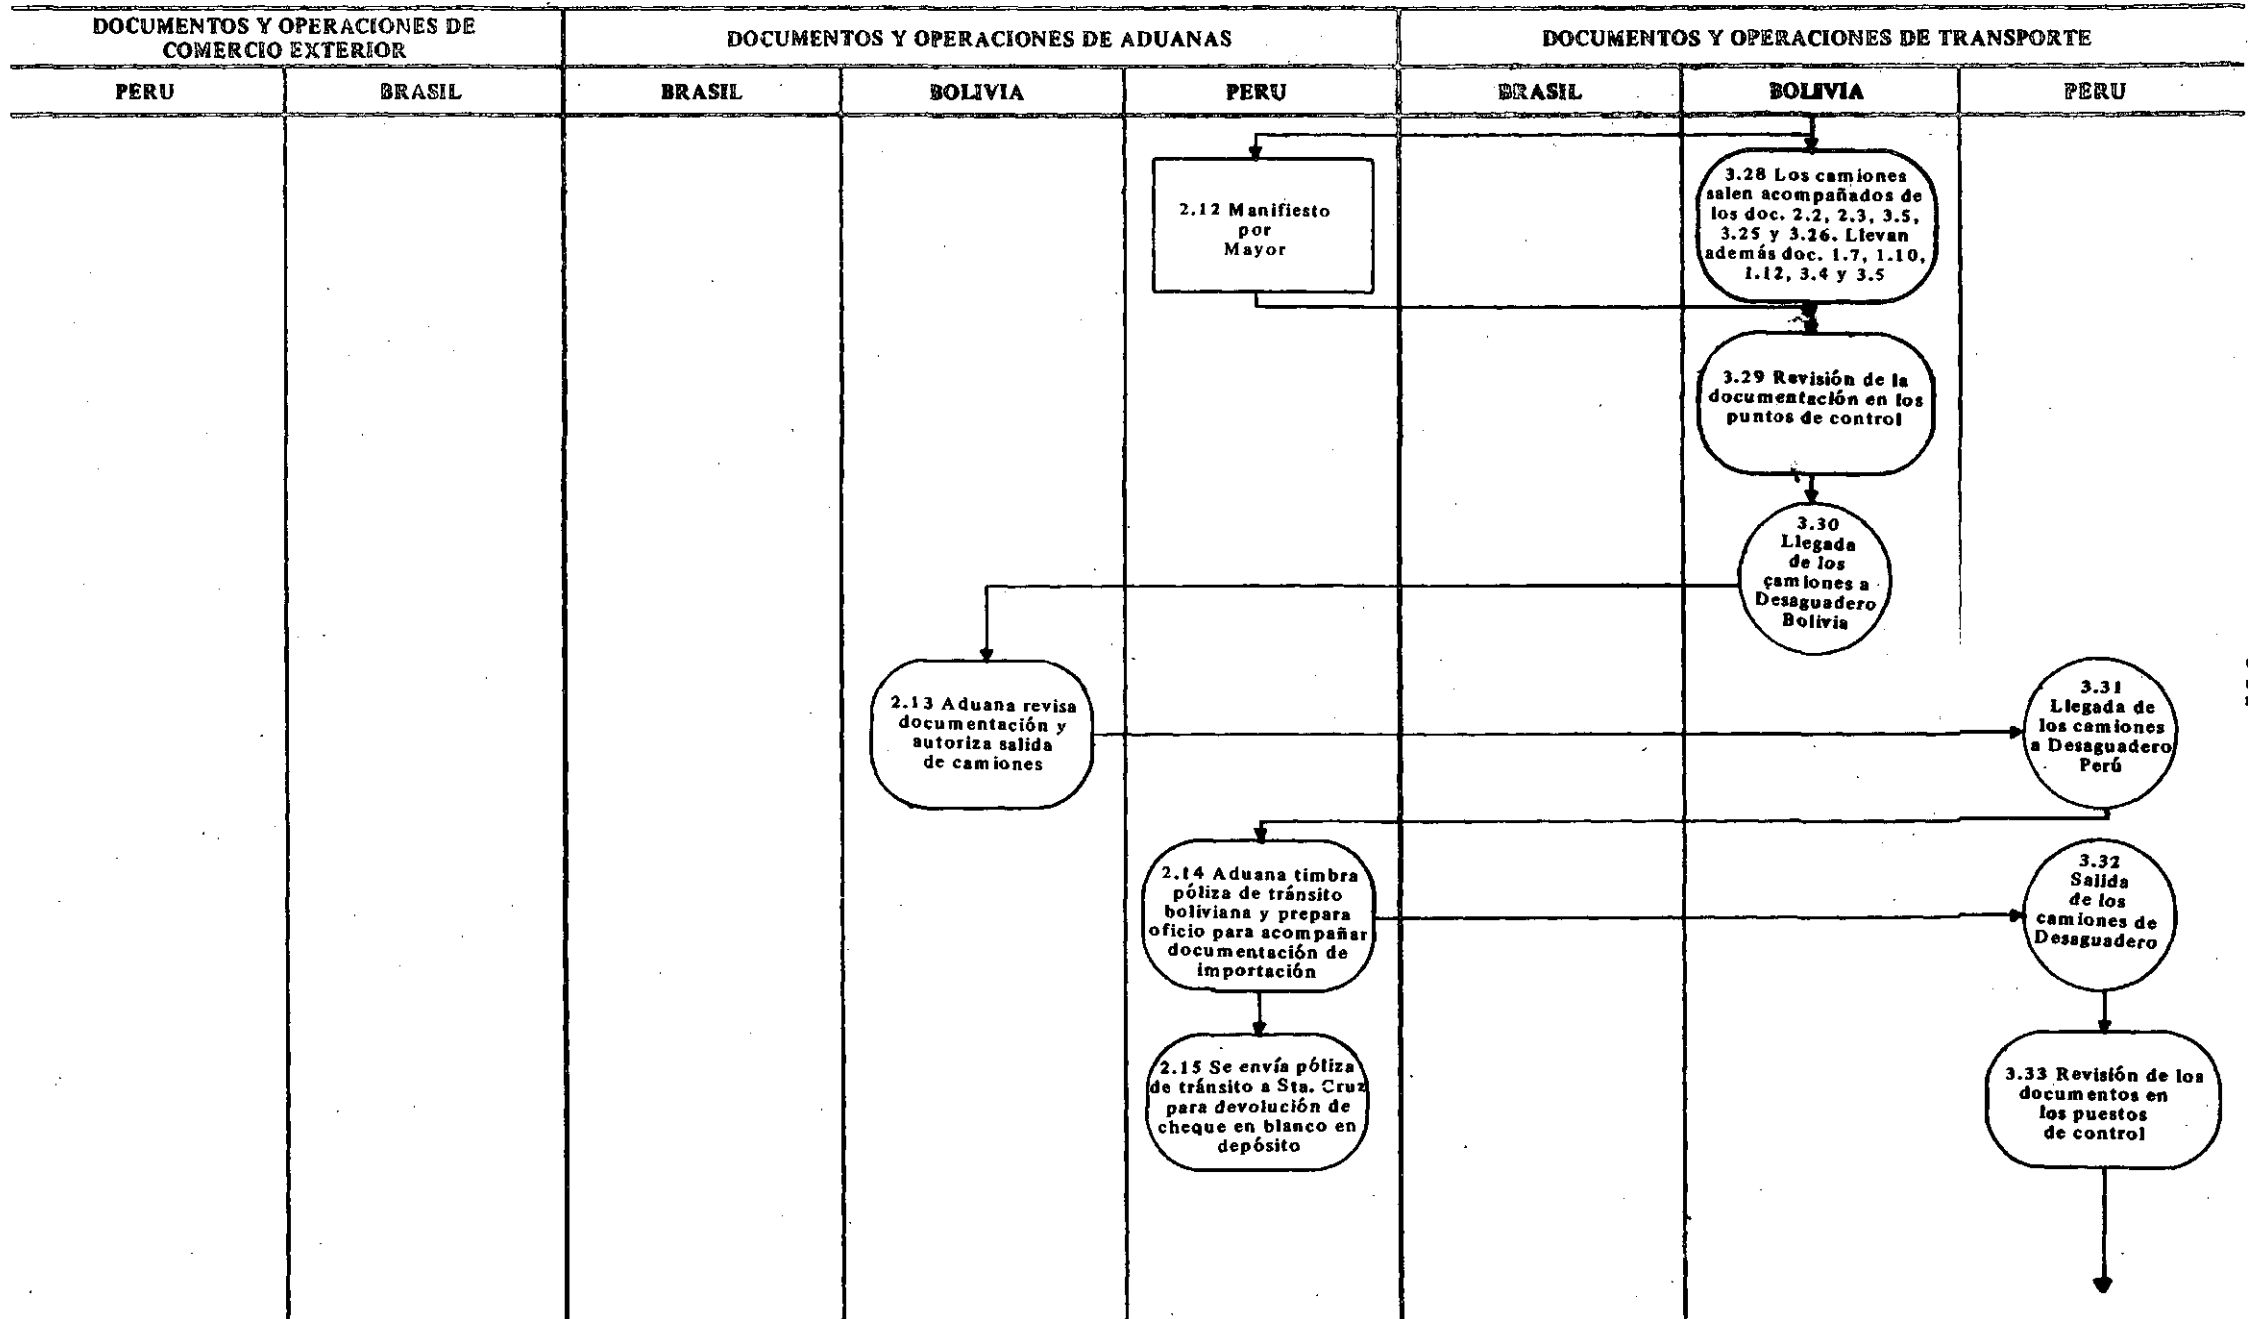 DOCUMENTOS Y OPERACIONES DE
COMERCIO EXTERIOR
DOCUMENTOS Y OPERACIONES DE ADUANAS
DOCUMENTOS Y OPERACIONES DE TRANSPORTE
PERU
BRASIL
BRASIL
BOLIVIA
PERU
BRASIL
BOLIVIA
PERU
2.12 Manifiesto
por
Mayor
3.28 Los camiones
salen acompañados de
los doc. 2.2, 2.3, 3.5,
3.25 y 3.26. Llevan
además doc. 1.7, 1.10,
1.12, 3.4 y 3.5
3.29 Revisión de la
documentación en los
puntos de control
3.30
Llegada
de los
camiones a
Desaguadero
Bolivia
2.13 Aduana revisa
documentación y
autoriza salida
de camiones
3.31
Llegada de
los camiones
a Desaguadero
Perú
2.14 Aduana timbra
póliza de tránsito
boliviana y prepara
oficio para acompañar
documentación de
importación
3.32
Salida
de los
camiones de
Desaguadero
2.15 Se envía póliza
de tránsito a Sta. Cruz
para devolución de
cheque en blanco en
depósito
3.33 Revisión de los
documentos en
los puestos
de control